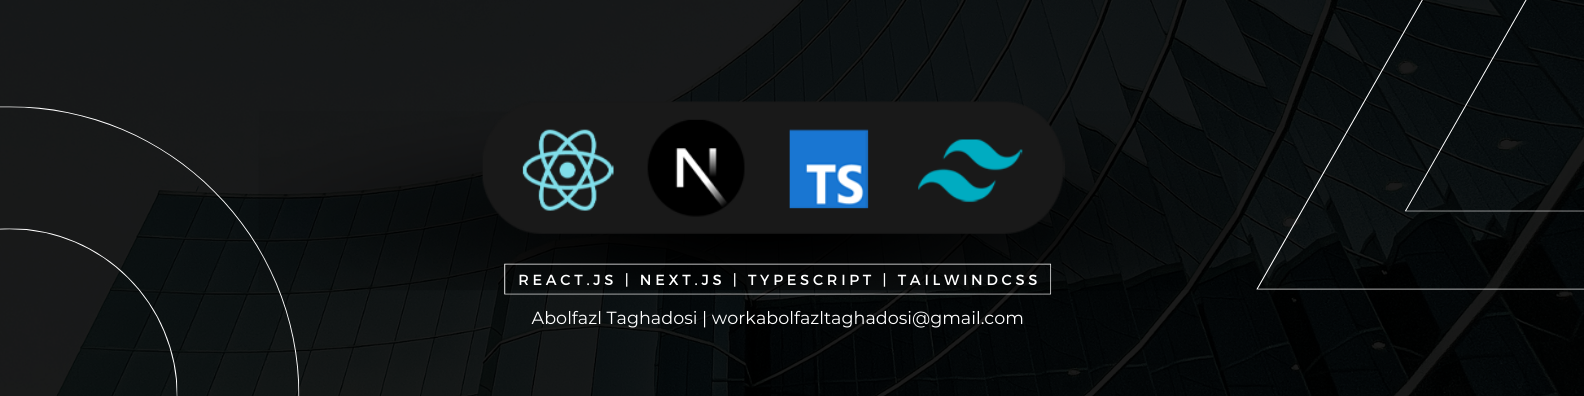 N
TS
REACT.JS | NEXT.JS | TYPESCRIPT | TAILWINDCSS
Abolfazl Taghadosi | workabolfazltaghadosi@gmail.com